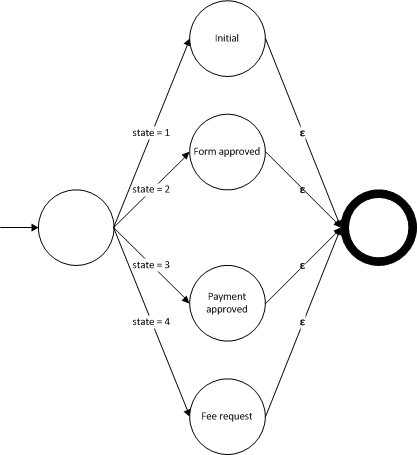 Initial
state = 1
ε
Form approved
state = 2
ε
state = 3
ε
Payment
approved
state = 4
ε
Fee request